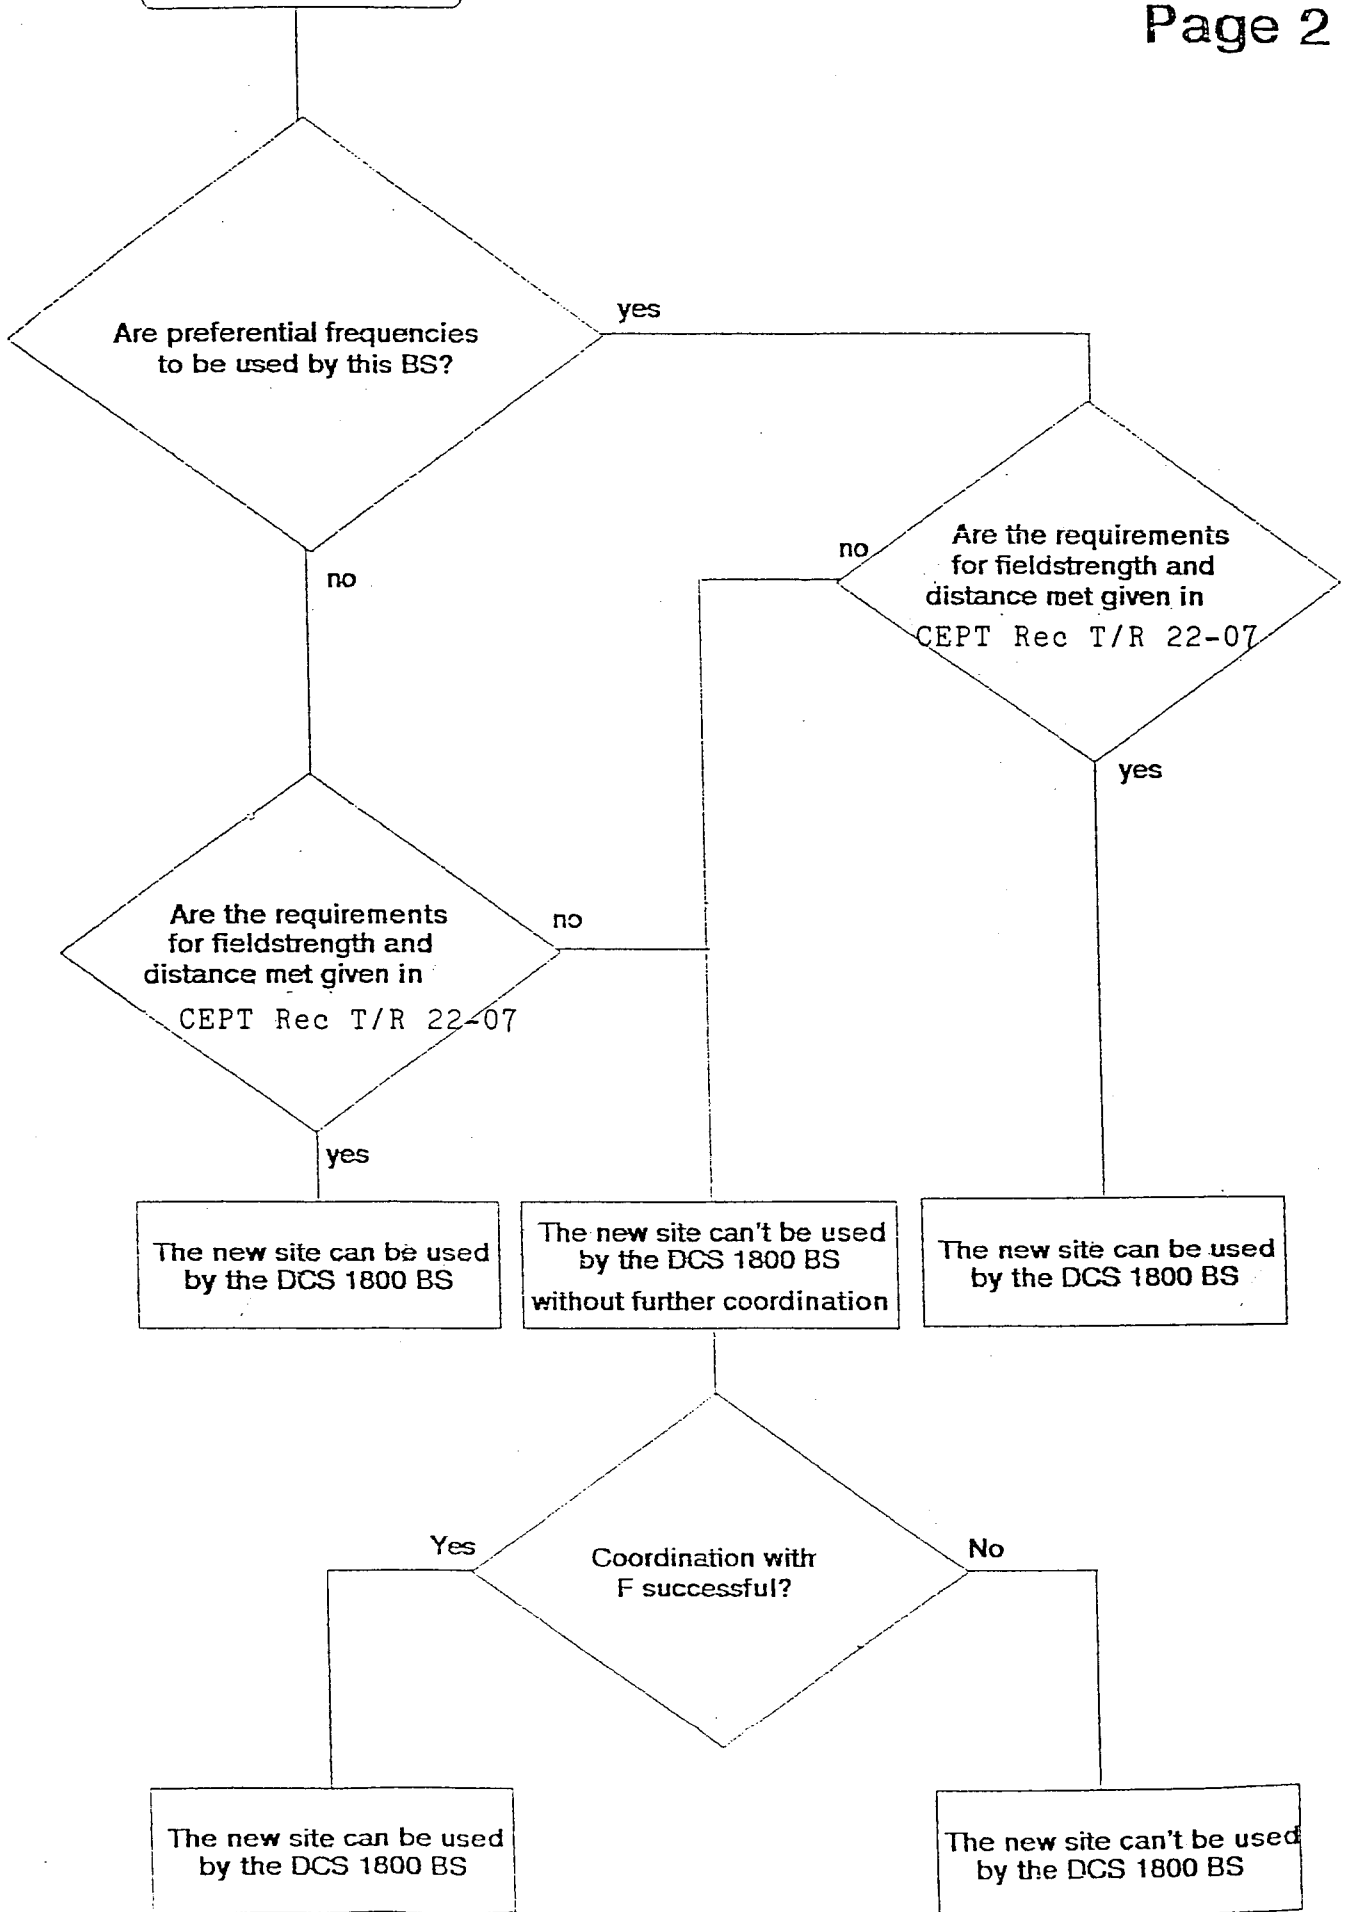 Page 2
yes
Are preferential frequencies
to be used by this BS?
no
Are the requirements
for fieldstrength and
distance met given in
CEPT Rec T/R 22-07
no
yes
Are the requirements
for fieldstrength and
distance met given in
CEPT Rec T/R 22-07
no
yes
The new site can be used
by the DCS 1800 BS
The new site can't be used
by the DCS 1800 BS
without further coordination
The new site can be used
by the DCS 1800 BS
Yes
Coordination with
F successful?
No
The new site can be used
by the DCS 1800 BS
The new site can't be used
by the DCS 1800 BS